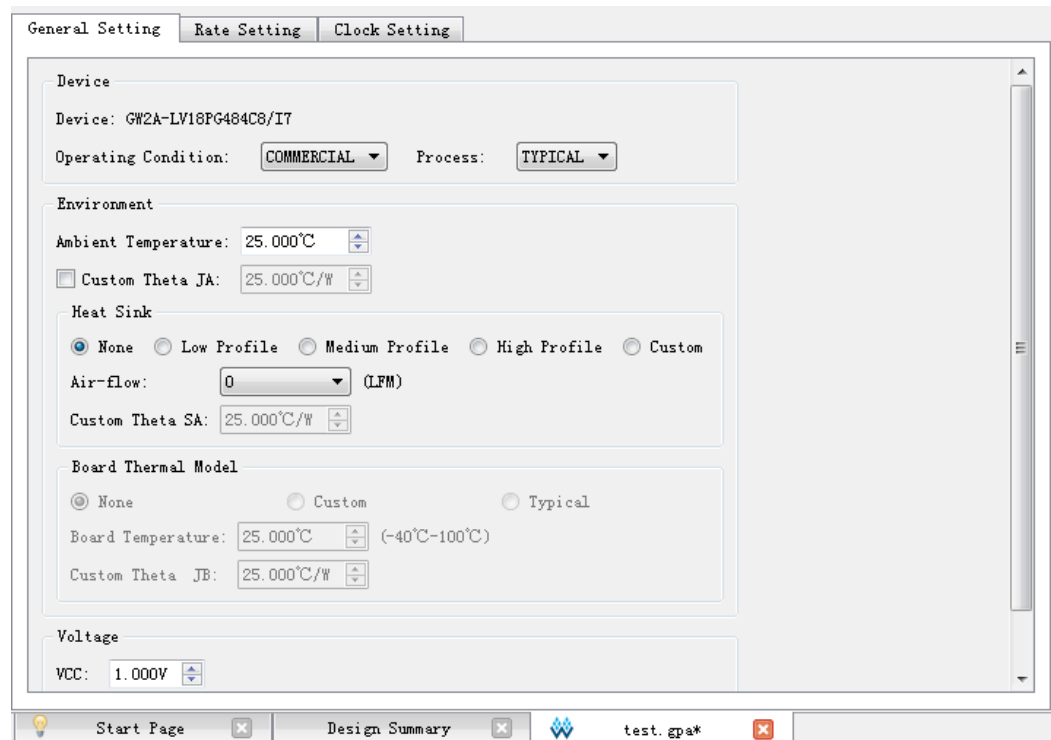 General Setting Rate Setting Clock Setting
Device
Device: GW2A-LV18PG484C8/I7
Operating Condition: COMMERCIAL Process: TYPICAL
Environment
Ambient Temperature: 25.000°C
Custom Theta JA: 25.000°C/W
Heat Sink
None Low Profile Medium Profile High Profile Custom
Air-flow: 0 (LFM)
Custom Theta SA: 25.000°C/W
Board Thermal Model
None Custom Typical
Board Temperature: 25.000°C (-40°C-100°C)
Custom Theta JB: 25.000°C/W
Voltage
VCC: 1.000V
Start Page Design Summary test.gpa*